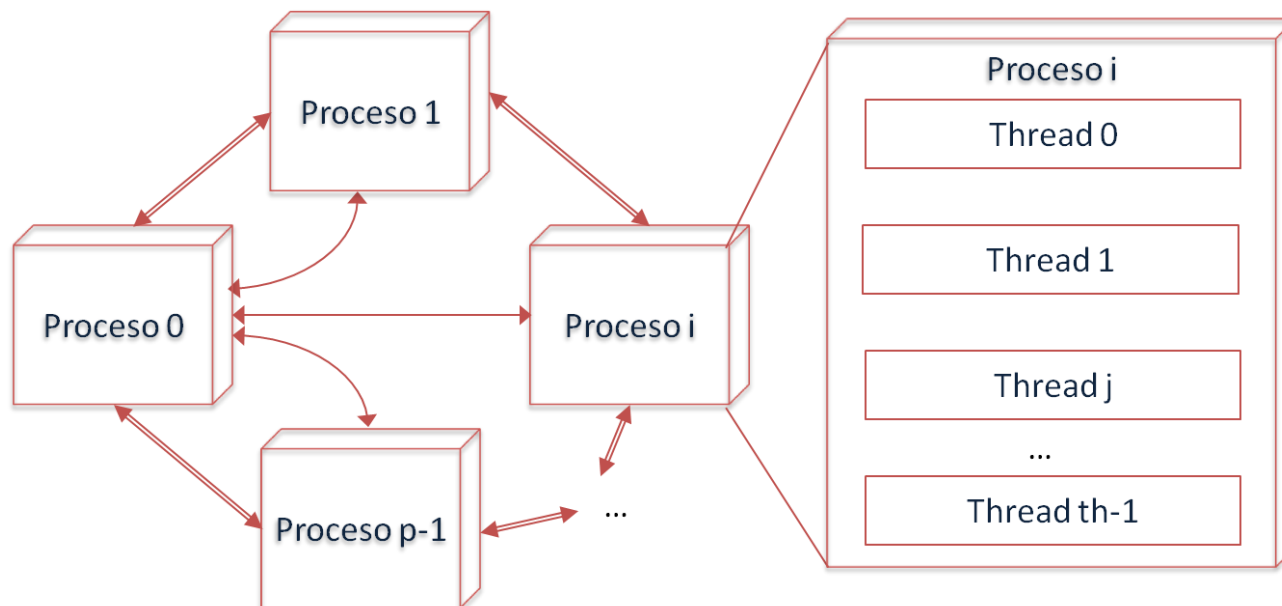 Proceso 1
Proceso 0
Proceso i
Proceso p-1
...
Proceso i
Thread 0
Thread 1
Thread j
...
Thread th-1